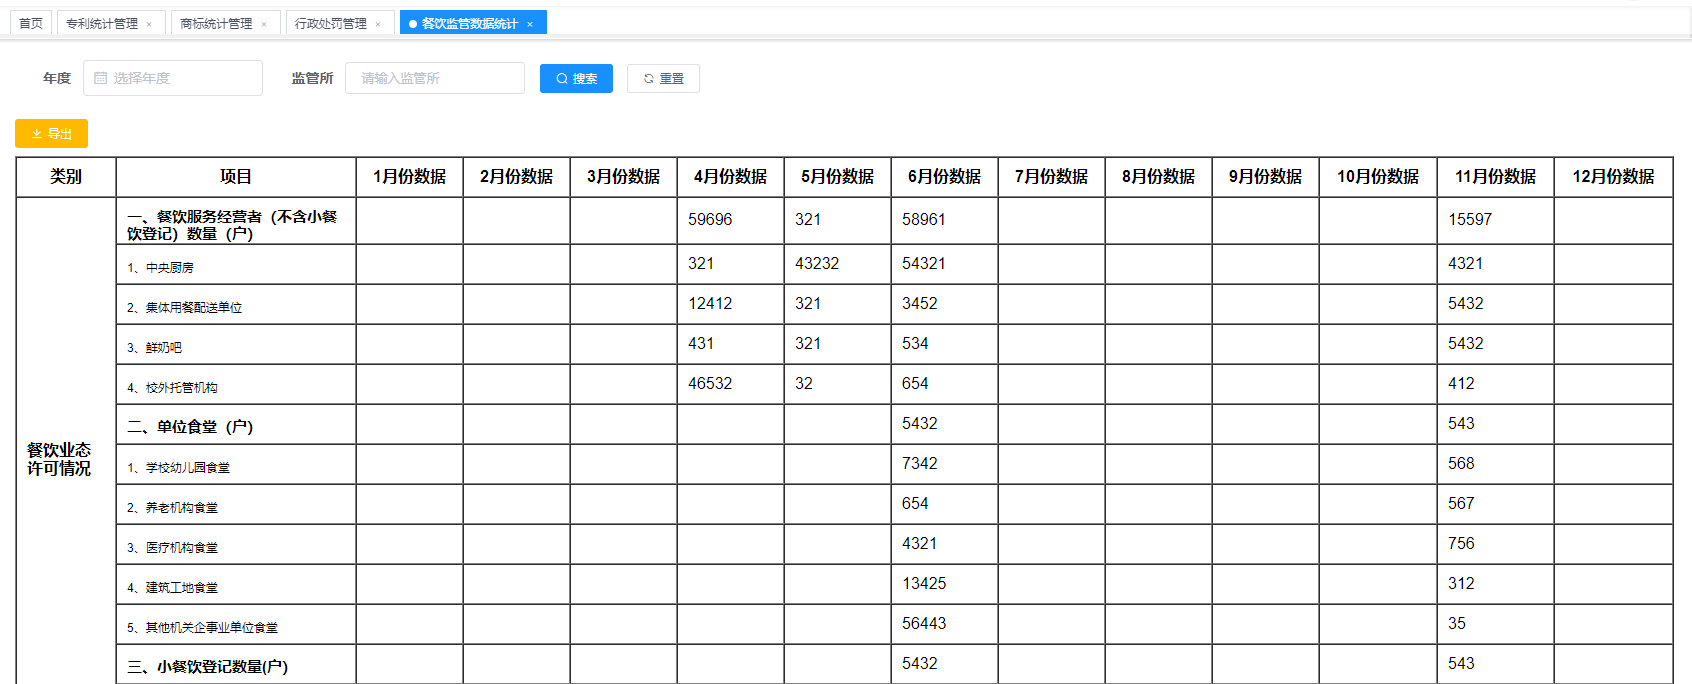 首页 专利统计管理 × 商标统计管理 × 行政处罚管理 × 餐饮监管数据统计 ×
年度 选择年度 监管所 请输入监管所 搜索 重置
导出
类别 项目 1月份数据 2月份数据 3月份数据 4月份数据 5月份数据 6月份数据 7月份数据 8月份数据 9月份数据 10月份数据 11月份数据 12月份数据
餐饮业态
许可情况
一、餐饮服务经营者（不含小餐
饮登记）数量（户） 59696 321 58961 15597
1、中央厨房 321 43232 54321 4321
2、集体用餐配送单位 12412 321 3452 5432
3、鲜奶吧 431 321 534 5432
4、校外托管机构 46532 32 654 412
二、单位食堂（户） 5432 543
1、学校幼儿园食堂 7342 568
2、养老机构食堂 654 567
3、医疗机构食堂 4321 756
4、建筑工地食堂 13425 312
5、其他机关企事业单位食堂 56443 35
三、小餐饮登记数量(户) 5432 543